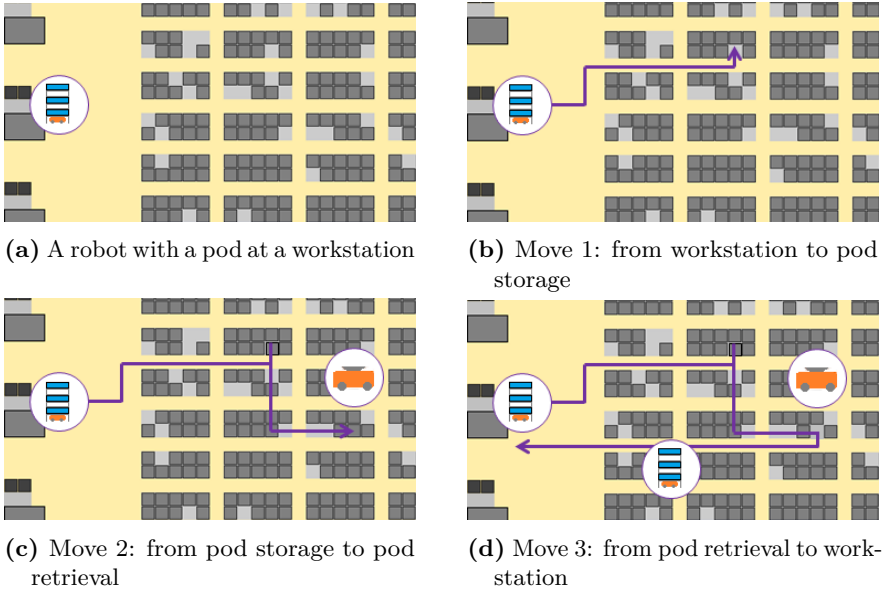 (a) A robot with a pod at a workstation
(b) Move 1: from workstation to pod
storage
(c) Move 2: from pod storage to pod
retrieval
(d) Move 3: from pod retrieval to work-
station